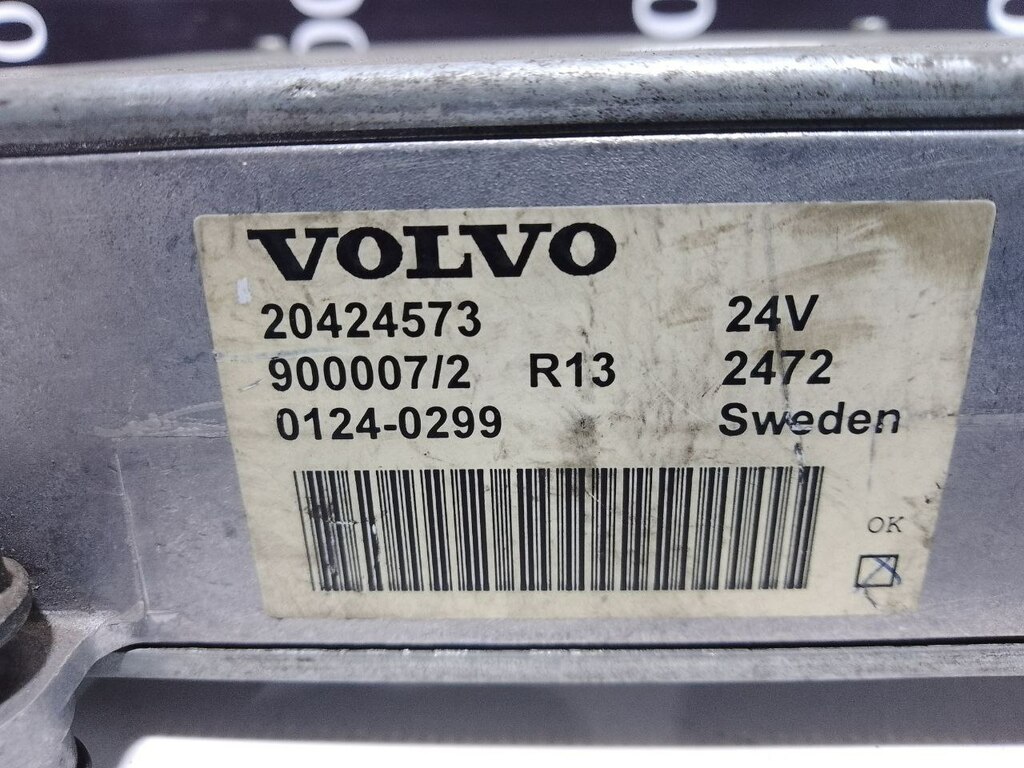 VOLVO
20424573 24V
900007/2 R13 2472
0124-0299 Sweden
OK